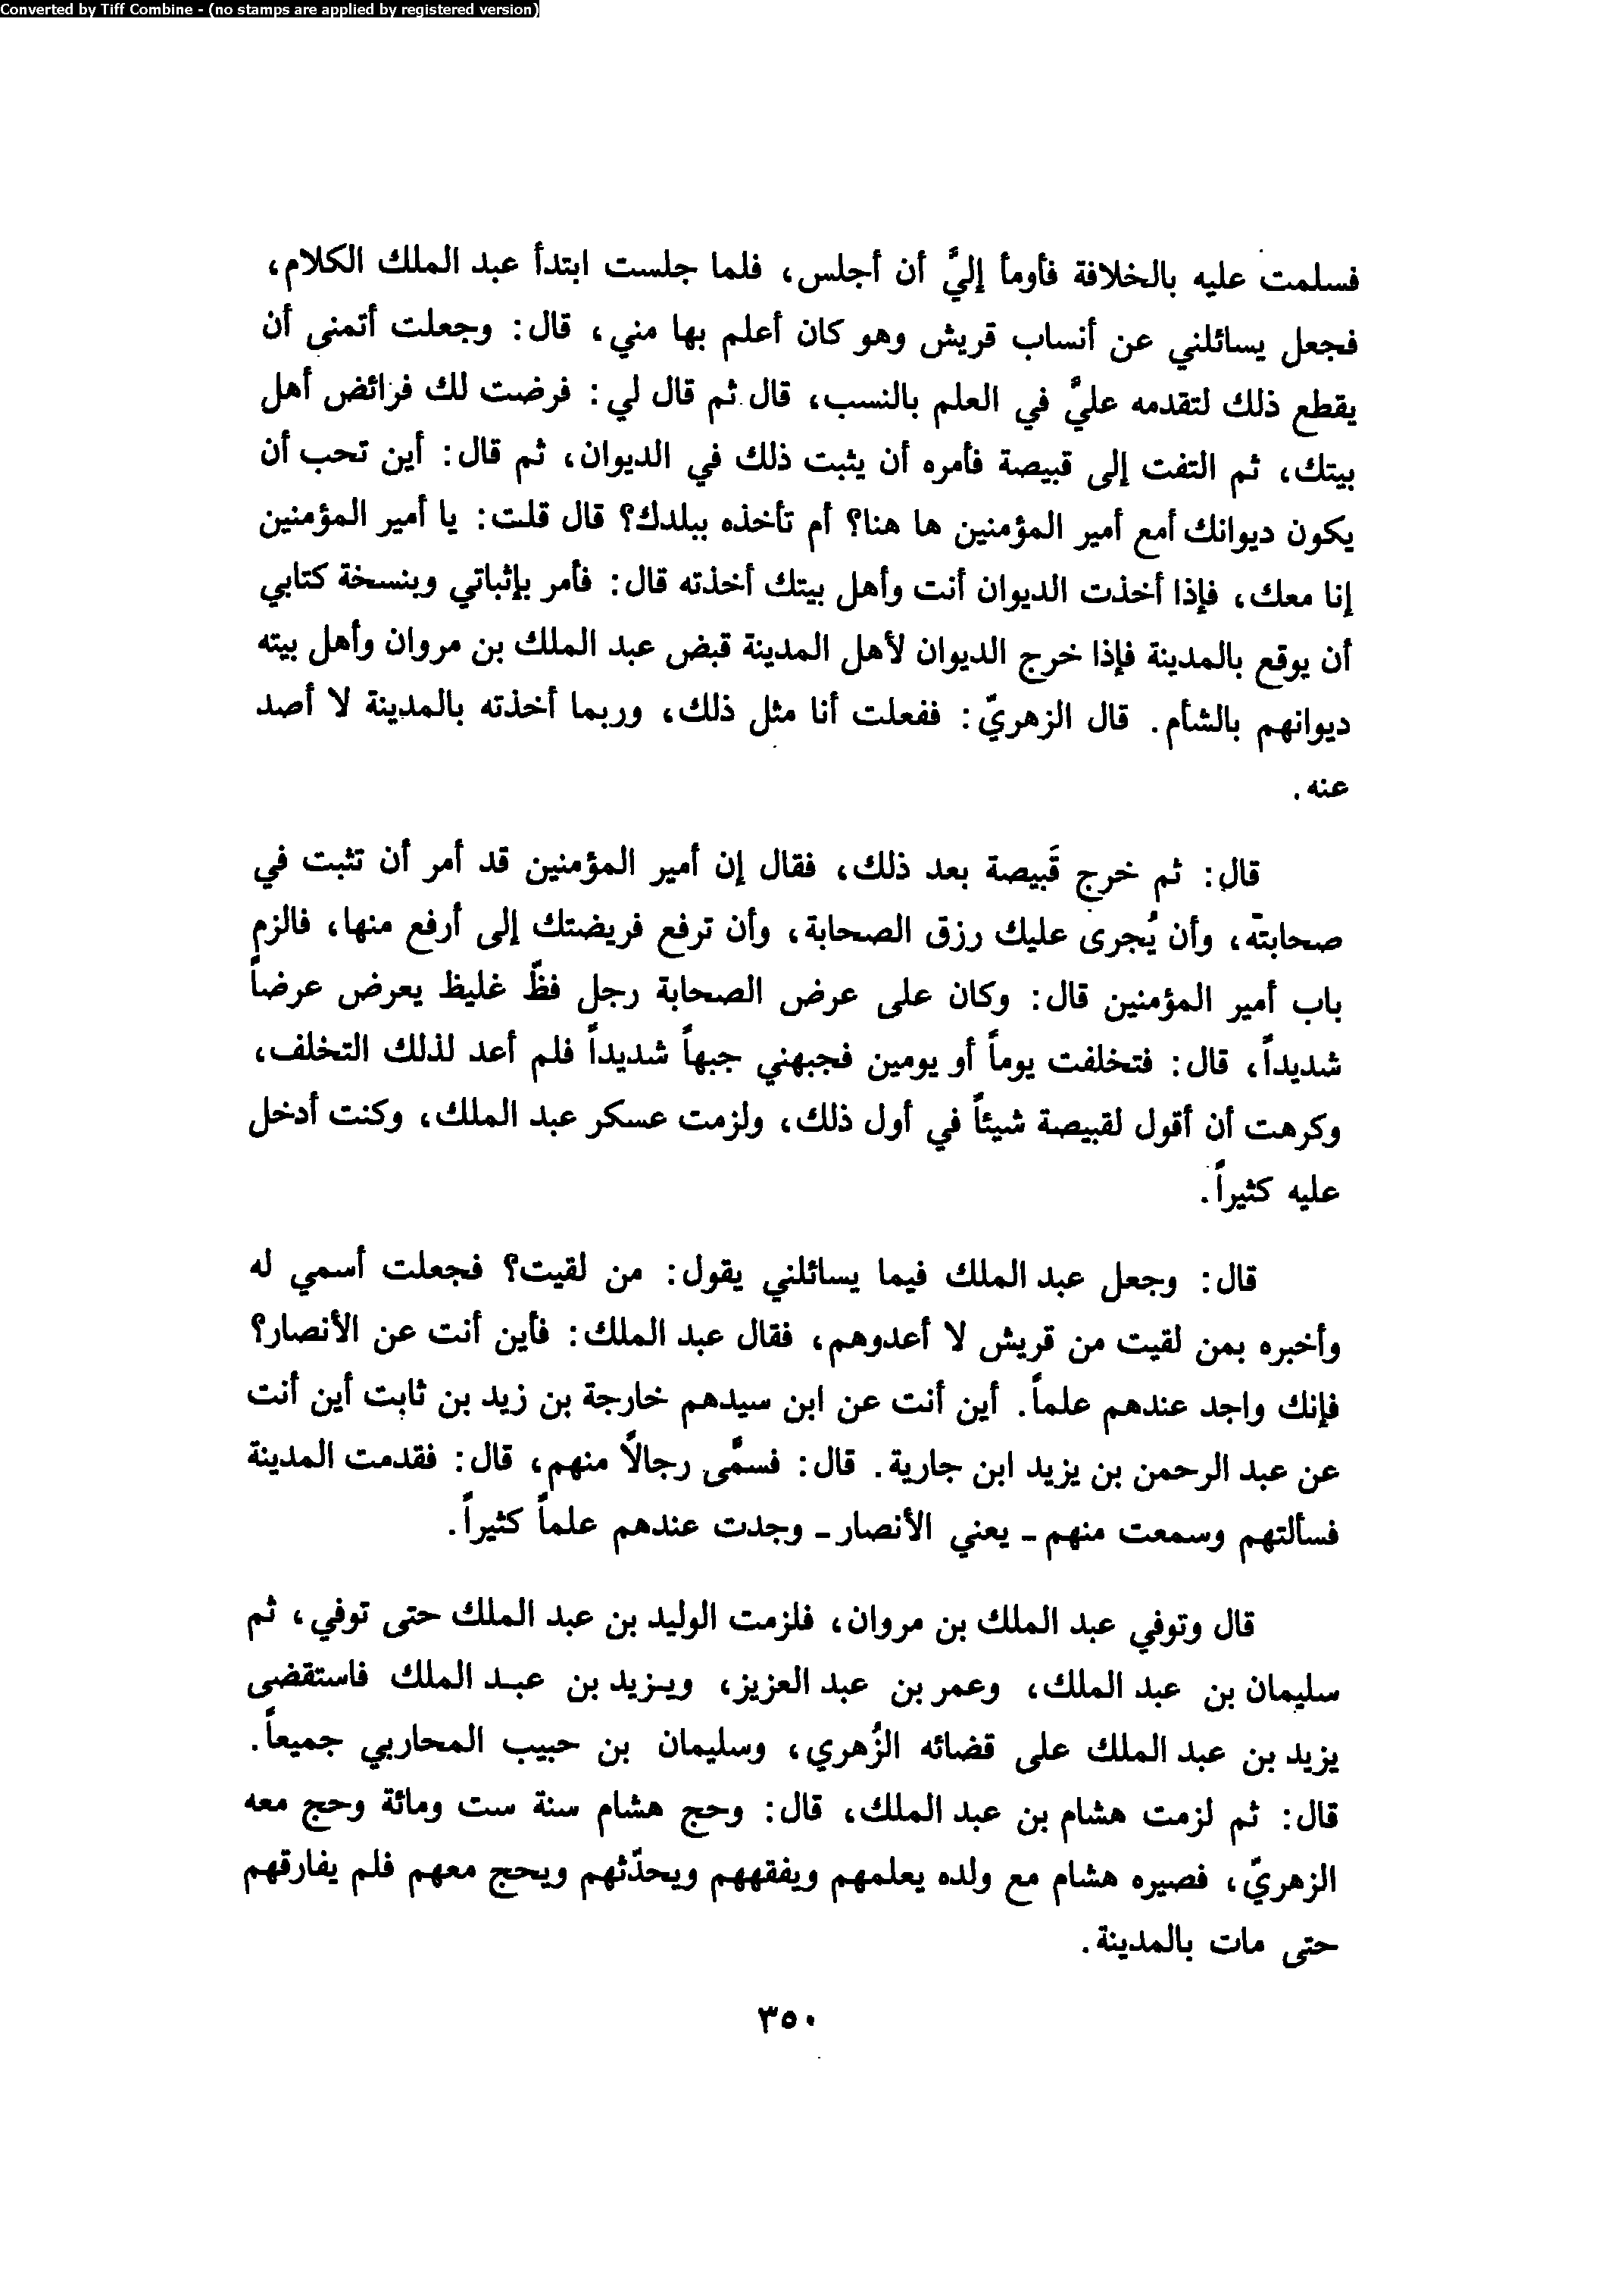 Converted by Tiff Combine - (no stamps are applied by registered version)
فسلمت عليه بالخلافة فأومأ إليَّ أن أجلس، فلما جلست ابتدأ عبد الملك الكلام،
فجعل يسائلني عن أنساب قريش وهو كان أعلم بها مني، قال: وجعلت أتمنى أن
يقطع ذلك لتقدمه عليَّ في العلم بالنسب، قال ثم قال لي: فرضت لك فرائض أهل
بيتك، ثم التفت إلى قبيصة فأمره أن يثبت ذلك في الديوان، ثم قال: أين تحب أن
يكون ديوانك أمع أمير المؤمنين ها هنا؟ أم تأخذه ببلدك؟ قال قلت: يا أمير المؤمنين
إنا معك، فإذا أخذت الديوان أنت وأهل بيتك أخذته قال: فأمر بإثباتي وبنسخة كتابي
أن يوقع بالمدينة فإذا خرج الديوان لأهل المدينة قبض عبد الملك بن مروان وأهل بيته
ديوانهم بالشأم. قال الزهريّ: ففعلت أنا مثل ذلك، وربما أخذته بالمدينة لا أصد
عنه.
قال: ثم خرج قَبيصة بعد ذلك، فقال إن أمير المؤمنين قد أمر أن تثبت في
صحابته، وأن يُجرى عليك رزق الصحابة، وأن ترفع فريضتك إلى أرفع منها، فالزم
باب أمير المؤمنين قال: وكان على عرض الصحابة رجل فظّ غليظ يعرض عرضاً
شديداً، قال: فتخلفت يوماً أو يومين فجبهني جبهاً شديداً فلم أعد لذلك التخلف،
وكرهت أن أقول لقبيصة شيئاً في أول ذلك، ولزمت عسكر عبد الملك، وكنت أدخل
عليه كثيراً.
قال: وجعل عبد الملك فيما يسائلني يقول: من لقيت؟ فجعلت أسمي له
وأخبره بمن لقيت من قريش لا أعدوهم، فقال عبد الملك: فأين أنت عن الأنصار؟
فإنك واجد عندهم علماً. أين أنت عن ابن سيدهم خارجة بن زيد بن ثابت أين أنت
عن عبد الرحمن بن يزيد ابن جارية. قال: فسمَّى رجالاً منهم، قال: فقدمت المدينة
فسألتهم وسمعت منهم - يعني الأنصار - وجدت عندهم علماً كثيراً.
قال وتوفي عبد الملك بن مروان، فلزمت الوليد بن عبد الملك حتى توفي، ثم
سليمان بن عبد الملك، وعمر بن عبد العزيز، ويزيد بن عبد الملك فاستقضى
يزيد بن عبد الملك على قضائه الزُهري، وسليمان بن حبيب المحاربي جميعاً.
قال: ثم لزمت هشام بن عبد الملك، قال: وحج هشام سنة ست ومائة وحج معه
الزهريّ، فصيره هشام مع ولده يعلمهم ويفقههم ويحدّثهم ويحج معهم فلم يفارقهم
حتى مات بالمدينة.
٣٥٠